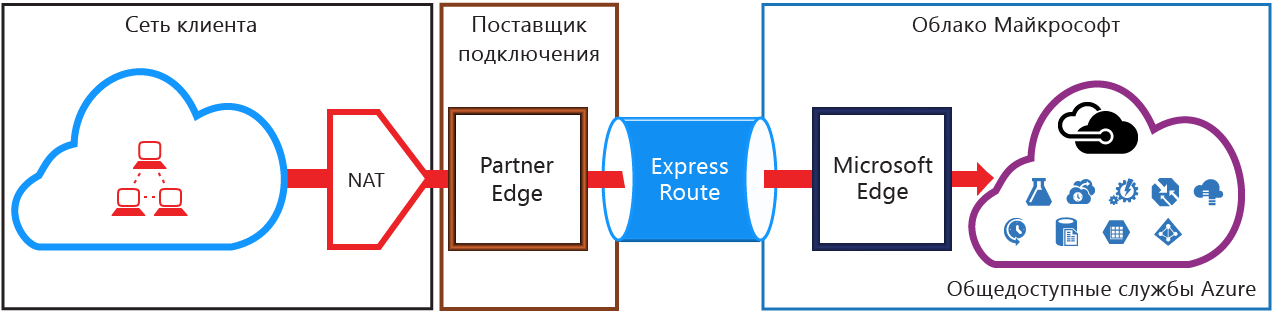 Сеть клиента
Поставщик
подключения
Облако Майкрософт
NAT
Partner
Edge
Express
Route
Microsoft
Edge
Общедоступные службы Azure